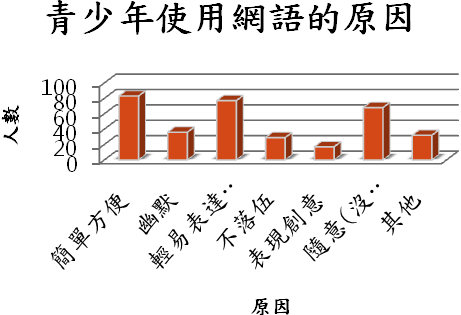 青少年使用網語的原因
人數
100
80
60
40
20
0
簡單方便
幽默
輕易表達..
不落伍
表現創意
隨意(沒..
其他
原因